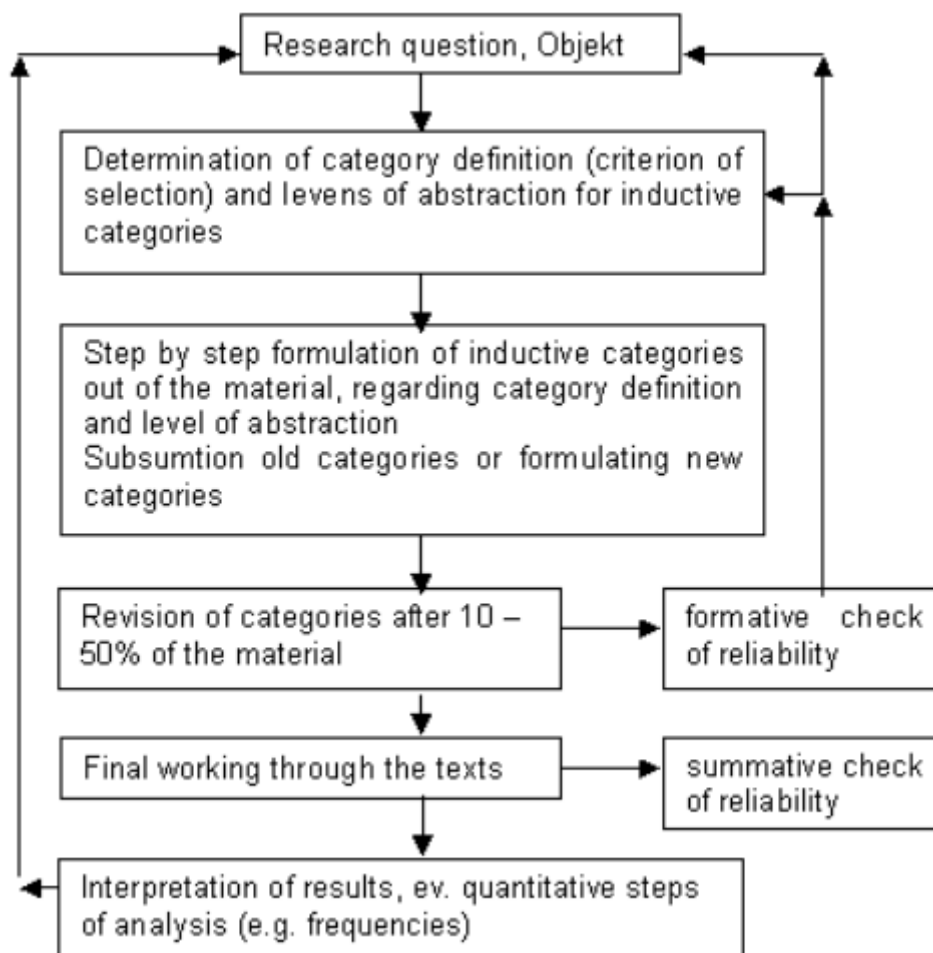 Research question, Objekt
Determination of category definition (criterion of
selection) and levens of abstraction for inductive
categories
Step by step formulation of inductive categories
out of the material, regarding category definition
and level of abstraction
Subsumtion old categories or formulating new
categories
Revision of categories after 10 –
50% of the material
formative check
of reliability
Final working through the texts
summative check
of reliability
Interpretation of results, ev. quantitative steps
of analysis (e.g. frequencies)